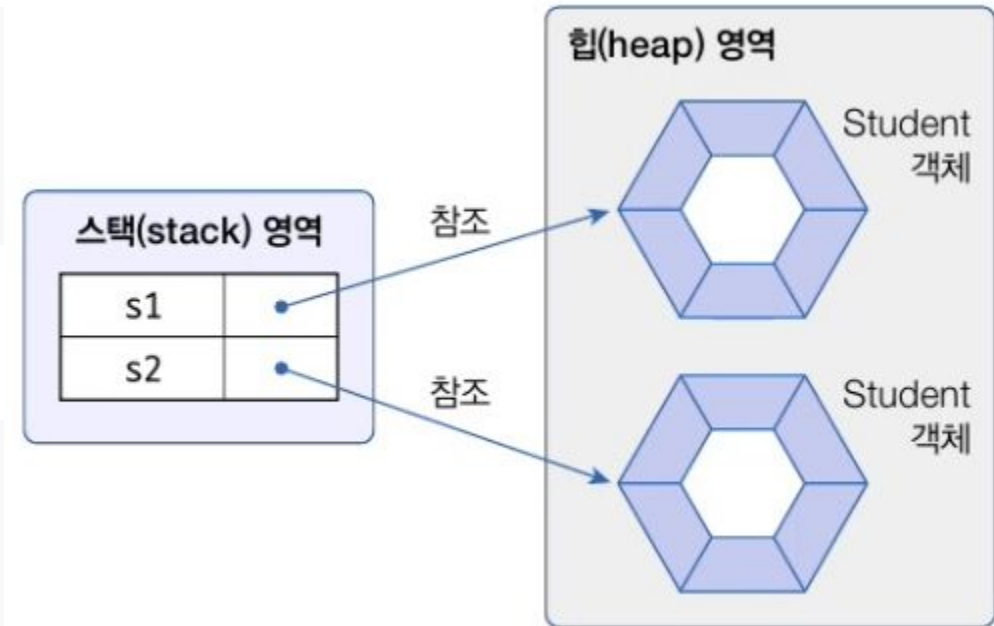 힙(heap) 영역
Student
객체
스택(stack) 영역
참조
s1
s2
참조
Student
객체